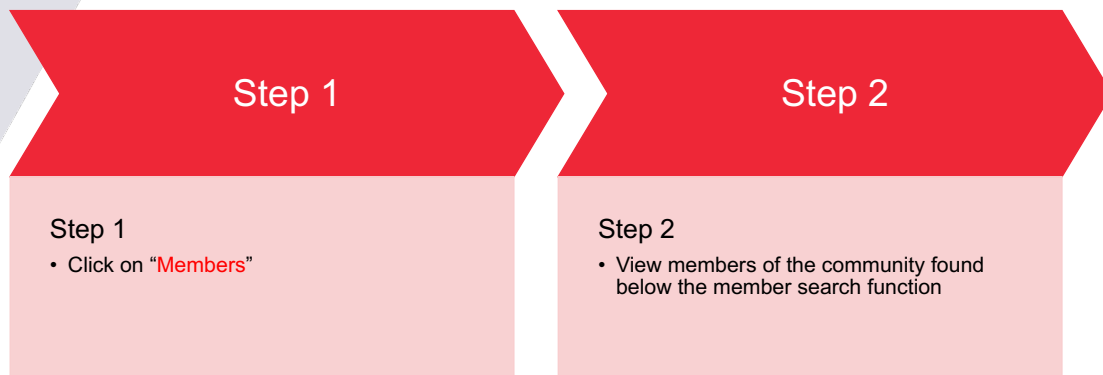 Step 1
Step 2
Step 1
• Click on “Members”
Step 2
• View members of the community found
below the member search function